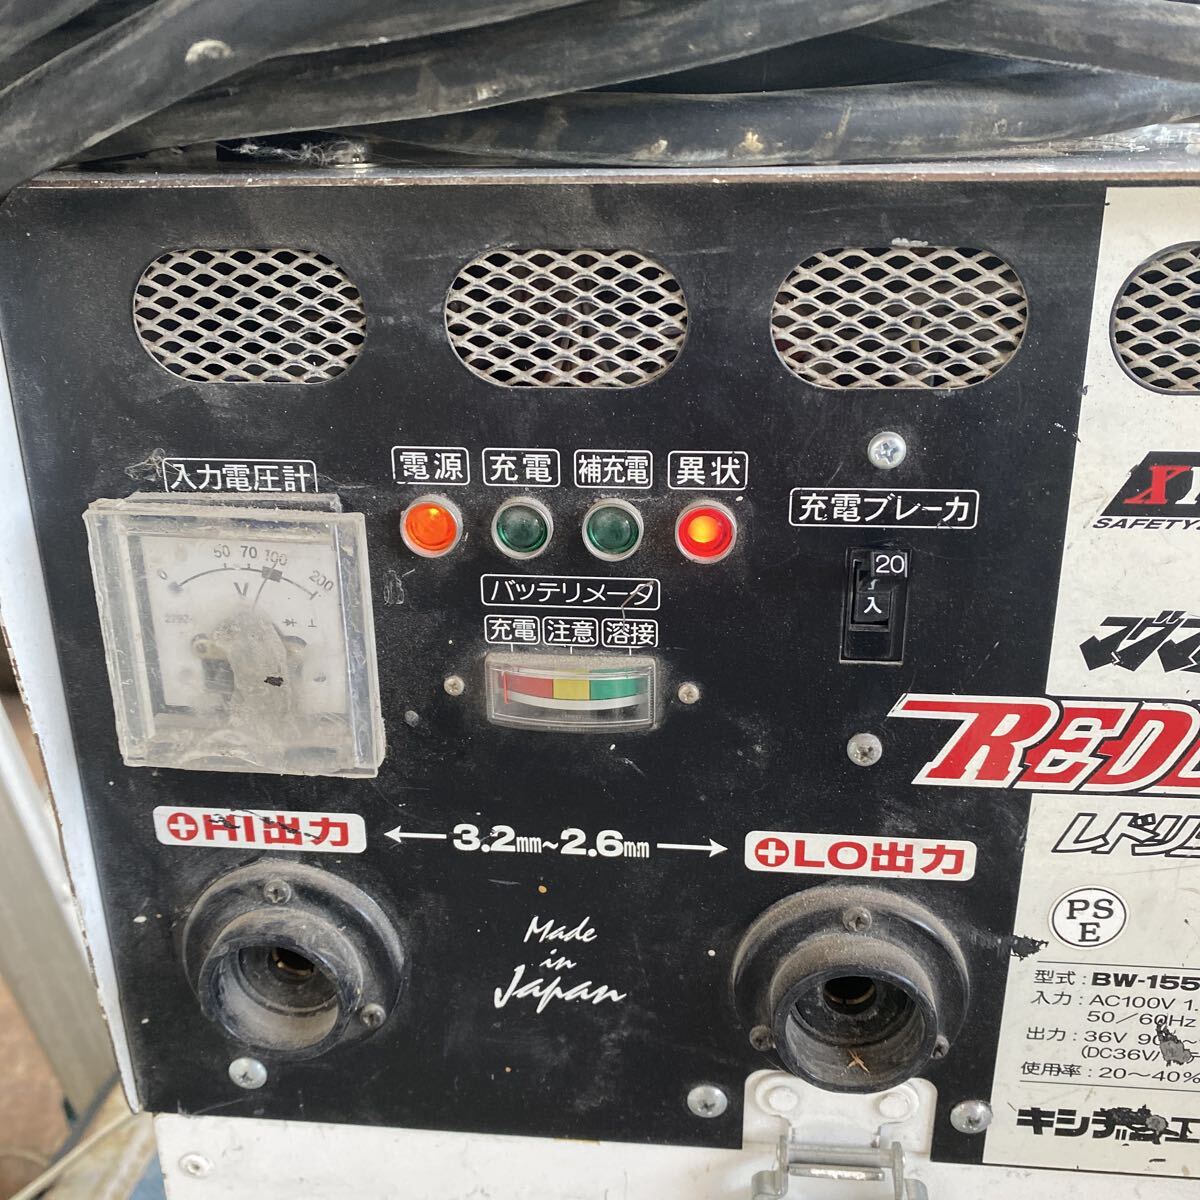 入力電圧計
電源 充電 補充電 異状
充電ブレーカ
20
入
0 50 70 100 200
V
バッテリメータ
充電 注意 溶接
RED
⊕HI出力
←3.2mm~2.6mm→
⊕LO出力
レドリ
Made
in
Japan
PS
E
型式：BW-155
入力：AC100V 1.
50/60Hz
出力：36V
(DC36V/
使用率：20～40%
SAFETY